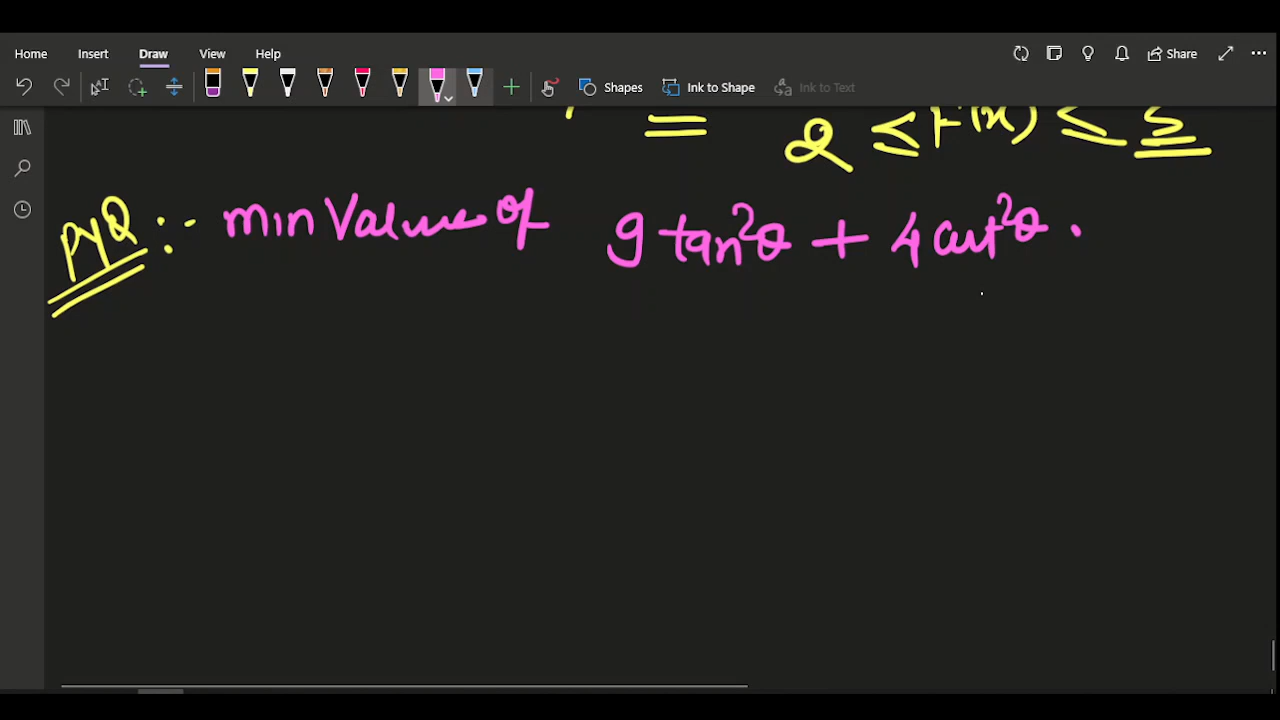 Home Insert Draw View Help Share
Shapes Ink to Shape Ink to Text
2 ≤ F(x) ≤ 5
PYQ :- min Values of 9 tan²θ + 4 cot²θ .